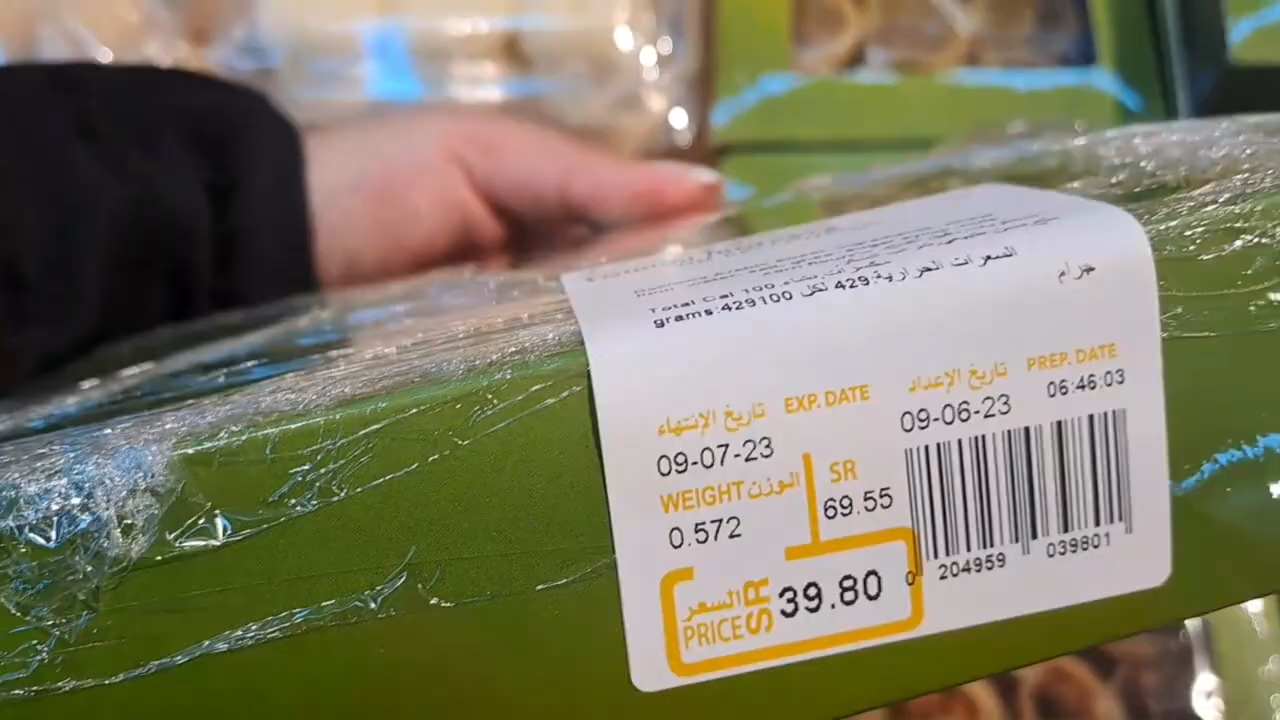 Total Cal 100
السعرات الحرارية:429 لكل
جرام
grams:429100
تاريخ الإنتهاء EXP. DATE
تاريخ الإعداد PREP. DATE
09-07-23
09-06-23
06:46:03
WEIGHT الوزن
SR
0.572
69.55
السعر
PRICE SR 39.80
0 204959 039801